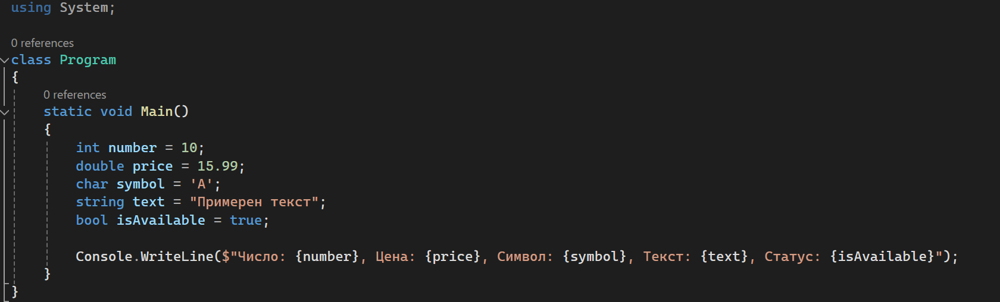 using System;
0 references
class Program
{
0 references
static void Main()
{
int number = 10;
double price = 15.99;
char symbol = 'A';
string text = "Примерен текст";
bool isAvailable = true;
Console.WriteLine($"Число: {number}, Цена: {price}, Символ: {symbol}, Текст: {text}, Статус: {isAvailable}");
}
}